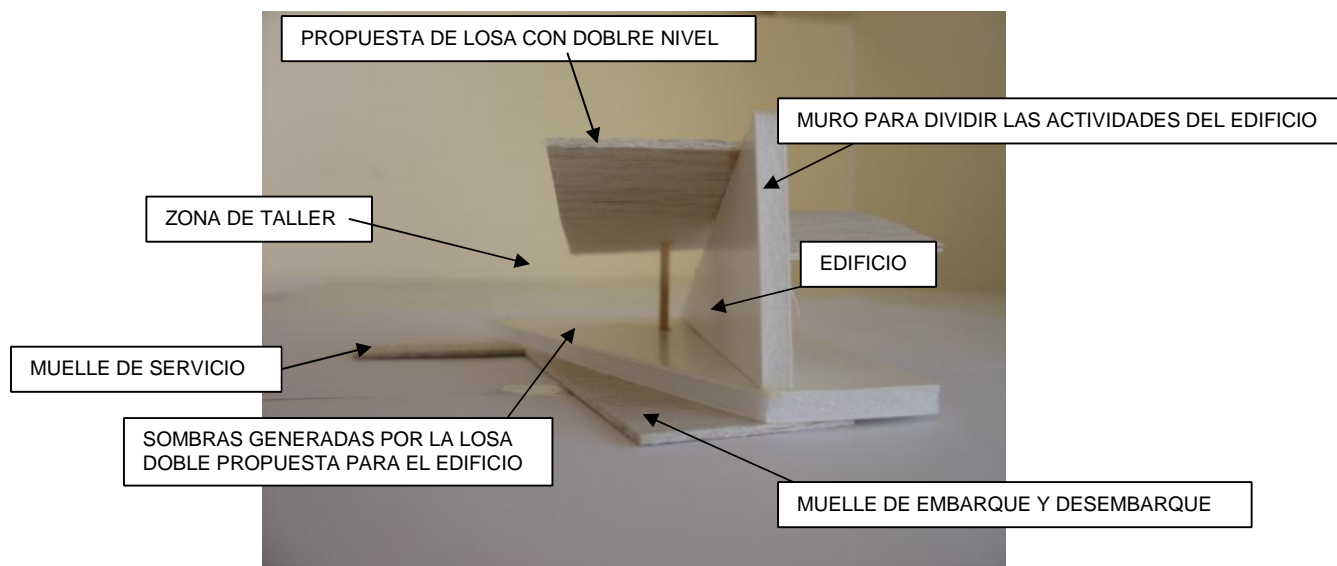 PROPUESTA DE LOSA CON DOBLRE NIVEL
MURO PARA DIVIDIR LAS ACTIVIDADES DEL EDIFICIO
ZONA DE TALLER
EDIFICIO
MUELLE DE SERVICIO
SOMBRAS GENERADAS POR LA LOSA
DOBLE PROPUESTA PARA EL EDIFICIO
MUELLE DE EMBARQUE Y DESEMBARQUE